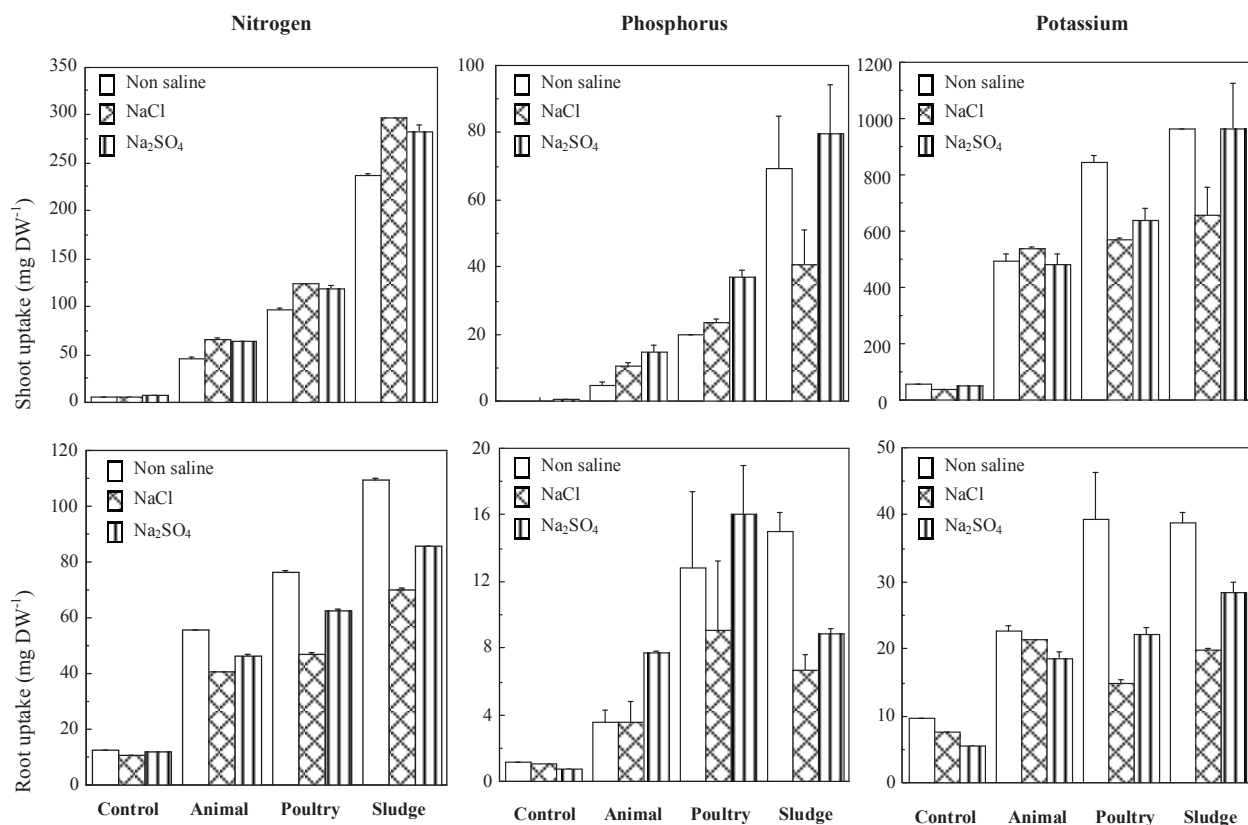 Nitrogen
Phosphorus
Potassium
Shoot uptake (mg DW⁻¹)
350
300
250
200
150
100
50
0
Non saline
NaCl
Na₂SO₄
100
80
60
40
20
0
Non saline
NaCl
Na₂SO₄
1200
1000
800
600
400
200
0
Non saline
NaCl
Na₂SO₄
Root uptake (mg DW⁻¹)
120
100
80
60
40
20
0
Non saline
NaCl
Na₂SO₄
Control Animal Poultry Sludge
20
16
12
8
4
0
Non saline
NaCl
Na₂SO₄
Control Animal Poultry Sludge
50
40
30
20
10
0
Non saline
NaCl
Na₂SO₄
Control Animal Poultry Sludge